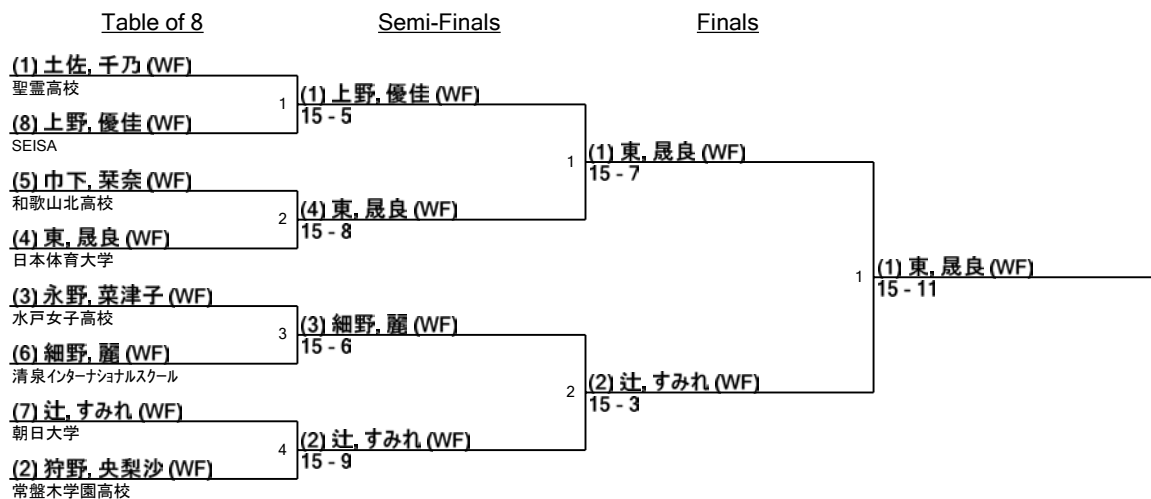 Table of 8
Semi-Finals
Finals
(1) 土佐, 千乃 (WF)
聖霊高校
(8) 上野, 優佳 (WF)
SEISA
(5) 巾下, 栞奈 (WF)
和歌山北高校
(4) 東, 晟良 (WF)
日本体育大学
(3) 永野, 菜津子 (WF)
水戸女子高校
(6) 細野, 麗 (WF)
清泉インターナショナルスクール
(7) 辻, すみれ (WF)
朝日大学
(2) 狩野, 央梨沙 (WF)
常盤木学園高校
1
(1) 上野, 優佳 (WF)
15 - 5
2
(4) 東, 晟良 (WF)
15 - 8
3
(3) 細野, 麗 (WF)
15 - 6
4
(2) 辻, すみれ (WF)
15 - 9
1
(1) 東, 晟良 (WF)
15 - 7
2
(2) 辻, すみれ (WF)
15 - 3
1
(1) 東, 晟良 (WF)
15 - 11